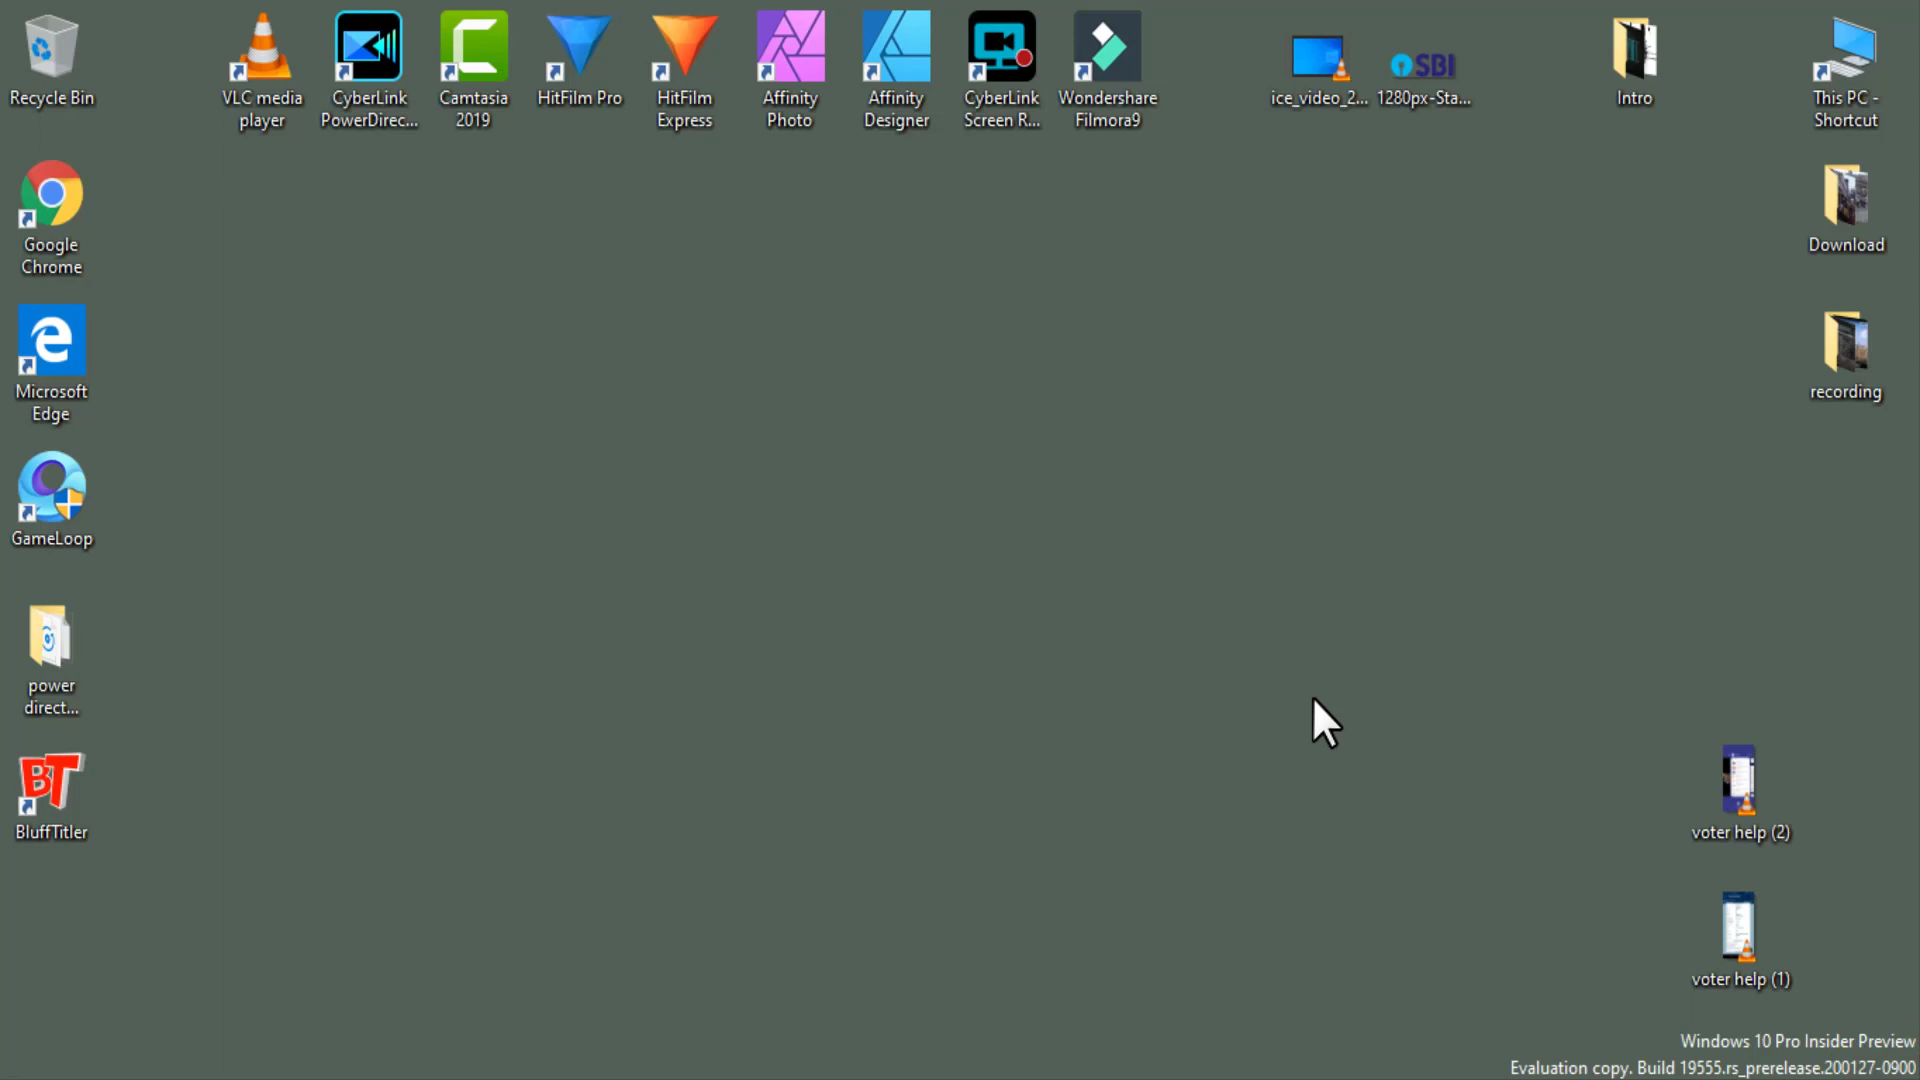 Recycle Bin
VLC media
player
CyberLink
PowerDirec...
Camtasia
2019
HitFilm Pro
HitFilm
Express
Affinity
Photo
Affinity
Designer
CyberLink
Screen R...
Wondershare
Filmora9
ice_video_2...
SBI
1280px-Sta...
Intro
This PC -
Shortcut
Google
Chrome
Download
Microsoft
Edge
recording
GameLoop
power
direct...
BT
BluffTitler
voter help (2)
voter help (1)
Windows 10 Pro Insider Preview
Evaluation copy. Build 19555.rs_prerelease.200127-0900